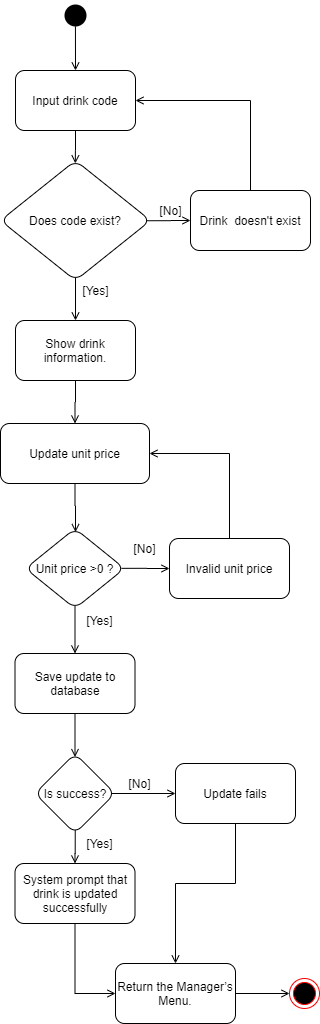 Input drink code
Does code exist?
[No]
Drink  doesn't exist
[Yes]
Show drink
information.
Update unit price
Unit price >0 ?
[No]
Invalid unit price
[Yes]
Save update to
database
Is success?
[No]
Update fails
[Yes]
System prompt that
drink is updated
successfully
Return the Manager's
Menu.